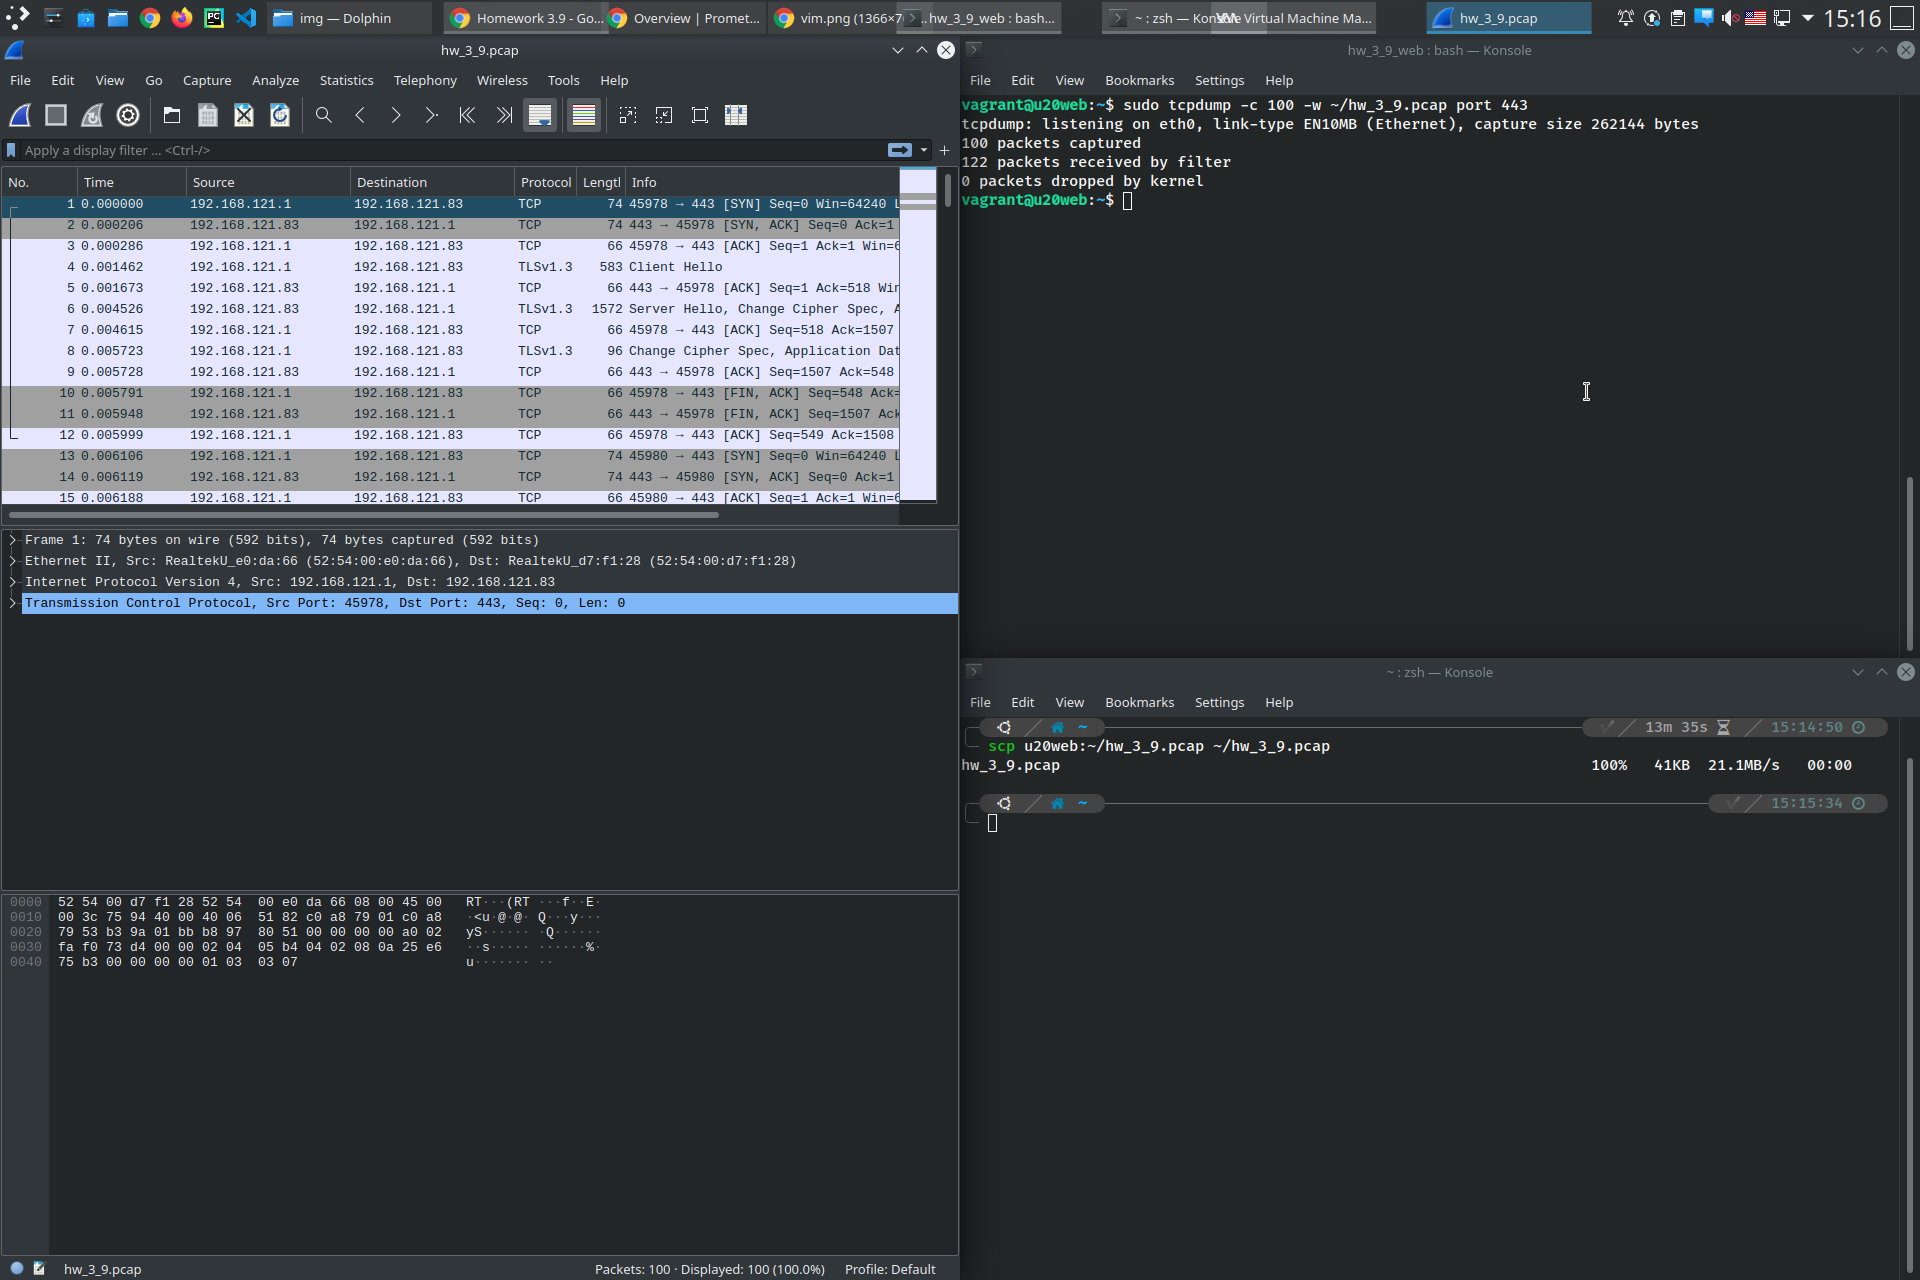 img — Dolphin
Homework 3.9 - Go...
Overview | Promet...
vim.png (1366×7
hw_3_9_web : bash...
~ : zsh — Kon
Virtual Machine Ma...
hw_3_9.pcap
15:16
hw_3_9.pcap
File Edit View Go Capture Analyze Statistics Telephony Wireless Tools Help
Apply a display filter ... <Ctrl-/>
No. Time Source Destination Protocol Lengtl Info
1 0.000000 192.168.121.1 192.168.121.83 TCP 74 45978 → 443 [SYN] Seq=0 Win=64240 L
2 0.000206 192.168.121.83 192.168.121.1 TCP 74 443 → 45978 [SYN, ACK] Seq=0 Ack=1
3 0.000286 192.168.121.1 192.168.121.83 TCP 66 45978 → 443 [ACK] Seq=1 Ack=1 Win=6
4 0.001462 192.168.121.1 192.168.121.83 TLSv1.3 583 Client Hello
5 0.001673 192.168.121.83 192.168.121.1 TCP 66 443 → 45978 [ACK] Seq=1 Ack=518 Win
6 0.004526 192.168.121.83 192.168.121.1 TLSv1.3 1572 Server Hello, Change Cipher Spec, A
7 0.004615 192.168.121.1 192.168.121.83 TCP 66 45978 → 443 [ACK] Seq=518 Ack=1507
8 0.005723 192.168.121.1 192.168.121.83 TLSv1.3 96 Change Cipher Spec, Application Dat
9 0.005728 192.168.121.83 192.168.121.1 TCP 66 443 → 45978 [ACK] Seq=1507 Ack=548
10 0.005791 192.168.121.1 192.168.121.83 TCP 66 45978 → 443 [FIN, ACK] Seq=548 Ack=
11 0.005948 192.168.121.83 192.168.121.1 TCP 66 443 → 45978 [FIN, ACK] Seq=1507 Ack
12 0.005999 192.168.121.1 192.168.121.83 TCP 66 45978 → 443 [ACK] Seq=549 Ack=1508
13 0.006106 192.168.121.1 192.168.121.83 TCP 74 45980 → 443 [SYN] Seq=0 Win=64240 L
14 0.006119 192.168.121.83 192.168.121.1 TCP 74 443 → 45980 [SYN, ACK] Seq=0 Ack=1
15 0.006188 192.168.121.1 192.168.121.83 TCP 66 45980 → 443 [ACK] Seq=1 Ack=1 Win=6
Frame 1: 74 bytes on wire (592 bits), 74 bytes captured (592 bits)
Ethernet II, Src: RealtekU_e0:da:66 (52:54:00:e0:da:66), Dst: RealtekU_d7:f1:28 (52:54:00:d7:f1:28)
Internet Protocol Version 4, Src: 192.168.121.1, Dst: 192.168.121.83
Transmission Control Protocol, Src Port: 45978, Dst Port: 443, Seq: 0, Len: 0
0000 52 54 00 d7 f1 28 52 54 00 e0 da 66 08 00 45 00 RT···(RT ···f··E·
0010 00 3c 75 94 40 00 40 06 51 82 c0 a8 79 01 c0 a8 ·<u·@·@· Q···y···
0020 79 53 b3 9a 01 bb b8 97 80 51 00 00 00 00 a0 02 yS······ ·Q······
0030 fa f0 73 d4 00 00 02 04 05 b4 04 02 08 0a 25 e6 ··s····· ······%·
0040 75 b3 00 00 00 00 01 03 03 07 u······· ··
hw_3_9.pcap
Packets: 100 · Displayed: 100 (100.0%)
Profile: Default
hw_3_9_web : bash — Konsole
File Edit View Bookmarks Settings Help
vagrant@u20web:~$ sudo tcpdump -c 100 -w ~/hw_3_9.pcap port 443
tcpdump: listening on eth0, link-type EN10MB (Ethernet), capture size 262144 bytes
100 packets captured
122 packets received by filter
0 packets dropped by kernel
vagrant@u20web:~$
~ : zsh — Konsole
File Edit View Bookmarks Settings Help
~ 13m 35s 15:14:50
scp u20web:~/hw_3_9.pcap ~/hw_3_9.pcap
hw_3_9.pcap 100% 41KB 21.1MB/s 00:00
~ 15:15:34